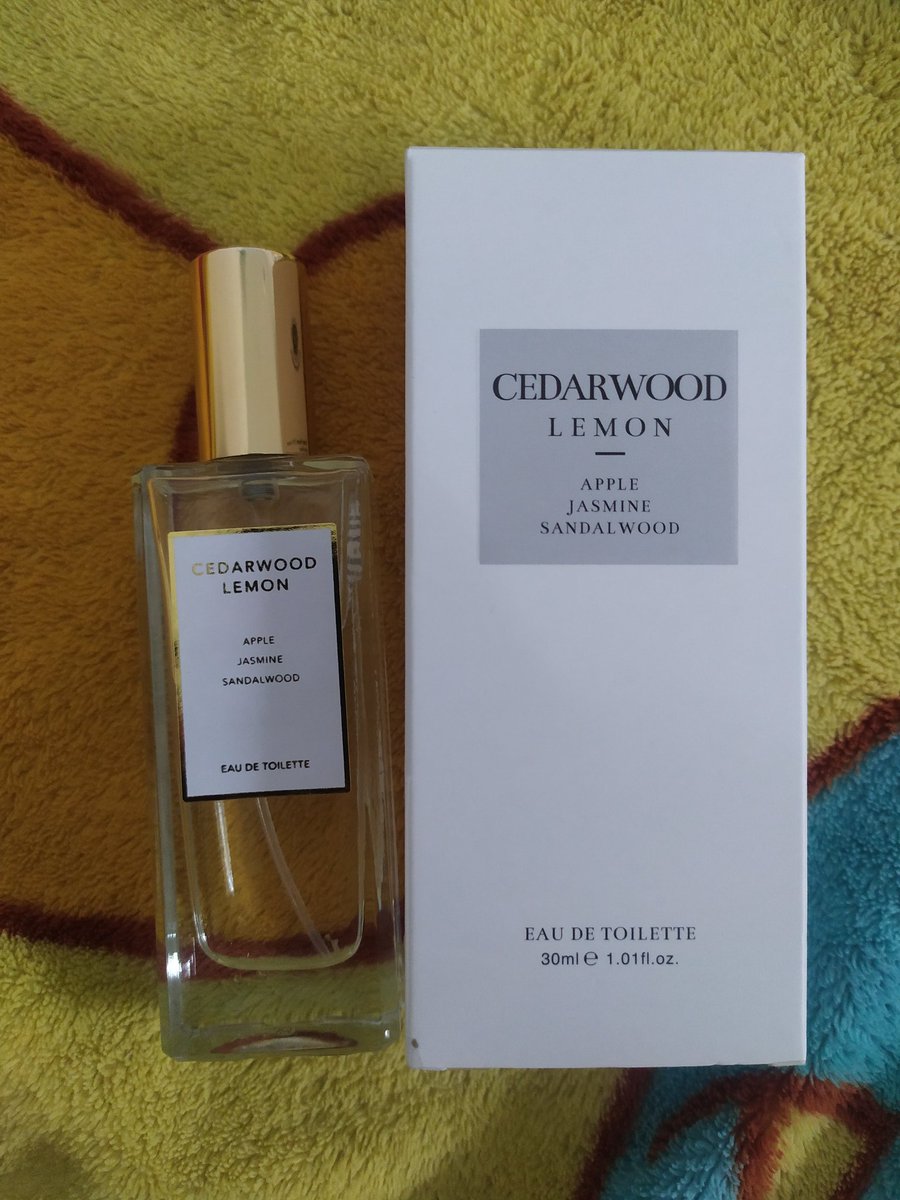 CEDARWOOD
LEMON
APPLE
JASMINE
SANDALWOOD
EAU DE TOILETTE
CEDARWOOD
LEMON
APPLE
JASMINE
SANDALWOOD
EAU DE TOILETTE
30ml ℮ 1.01fl.oz.